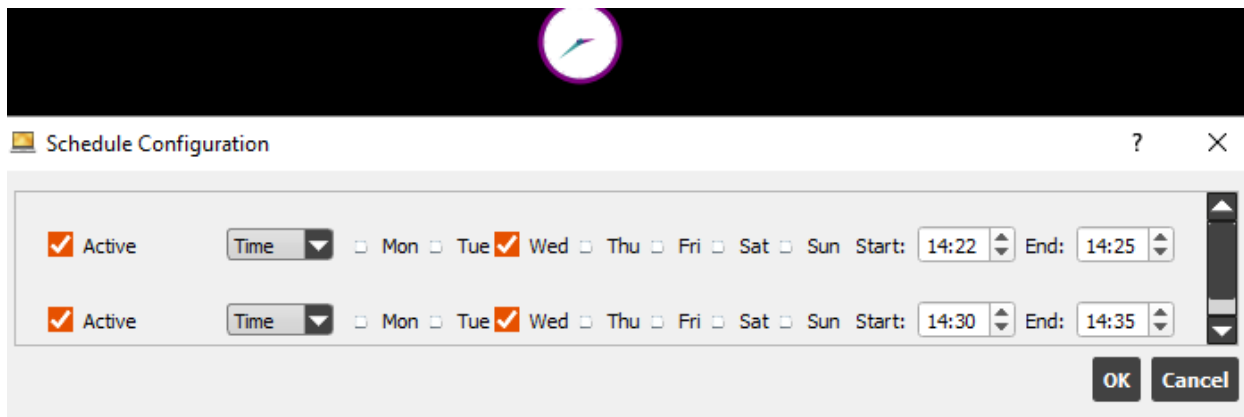 Schedule Configuration ?
Active Time Mon Tue Wed Thu Fri Sat Sun Start: 14:22 End: 14:25
Active Time Mon Tue Wed Thu Fri Sat Sun Start: 14:30 End: 14:35
OK Cancel